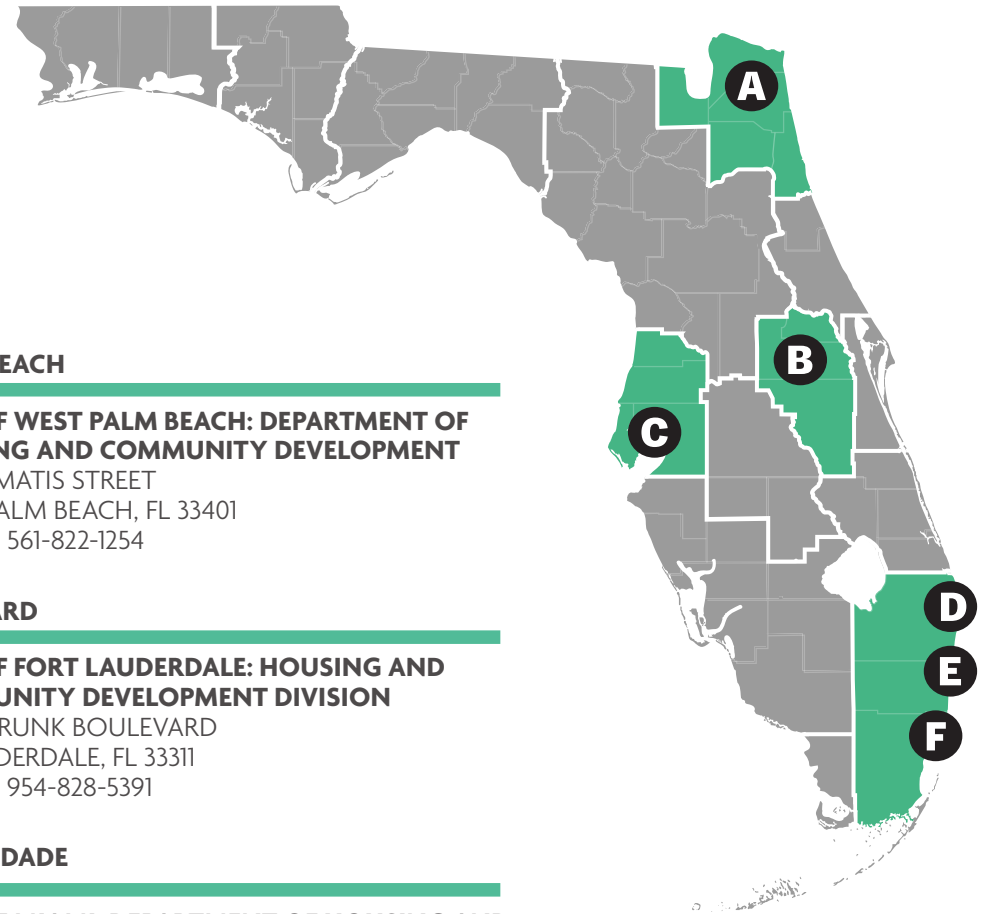 EACH
F WEST PALM BEACH: DEPARTMENT OF
NG AND COMMUNITY DEVELOPMENT
MATIS STREET
ALM BEACH, FL 33401
561-822-1254
ARD
F FORT LAUDERDALE: HOUSING AND
UNITY DEVELOPMENT DIVISION
RUNK BOULEVARD
DERDALE, FL 33311
954-828-5391
DADE
A
B
C
D
E
F